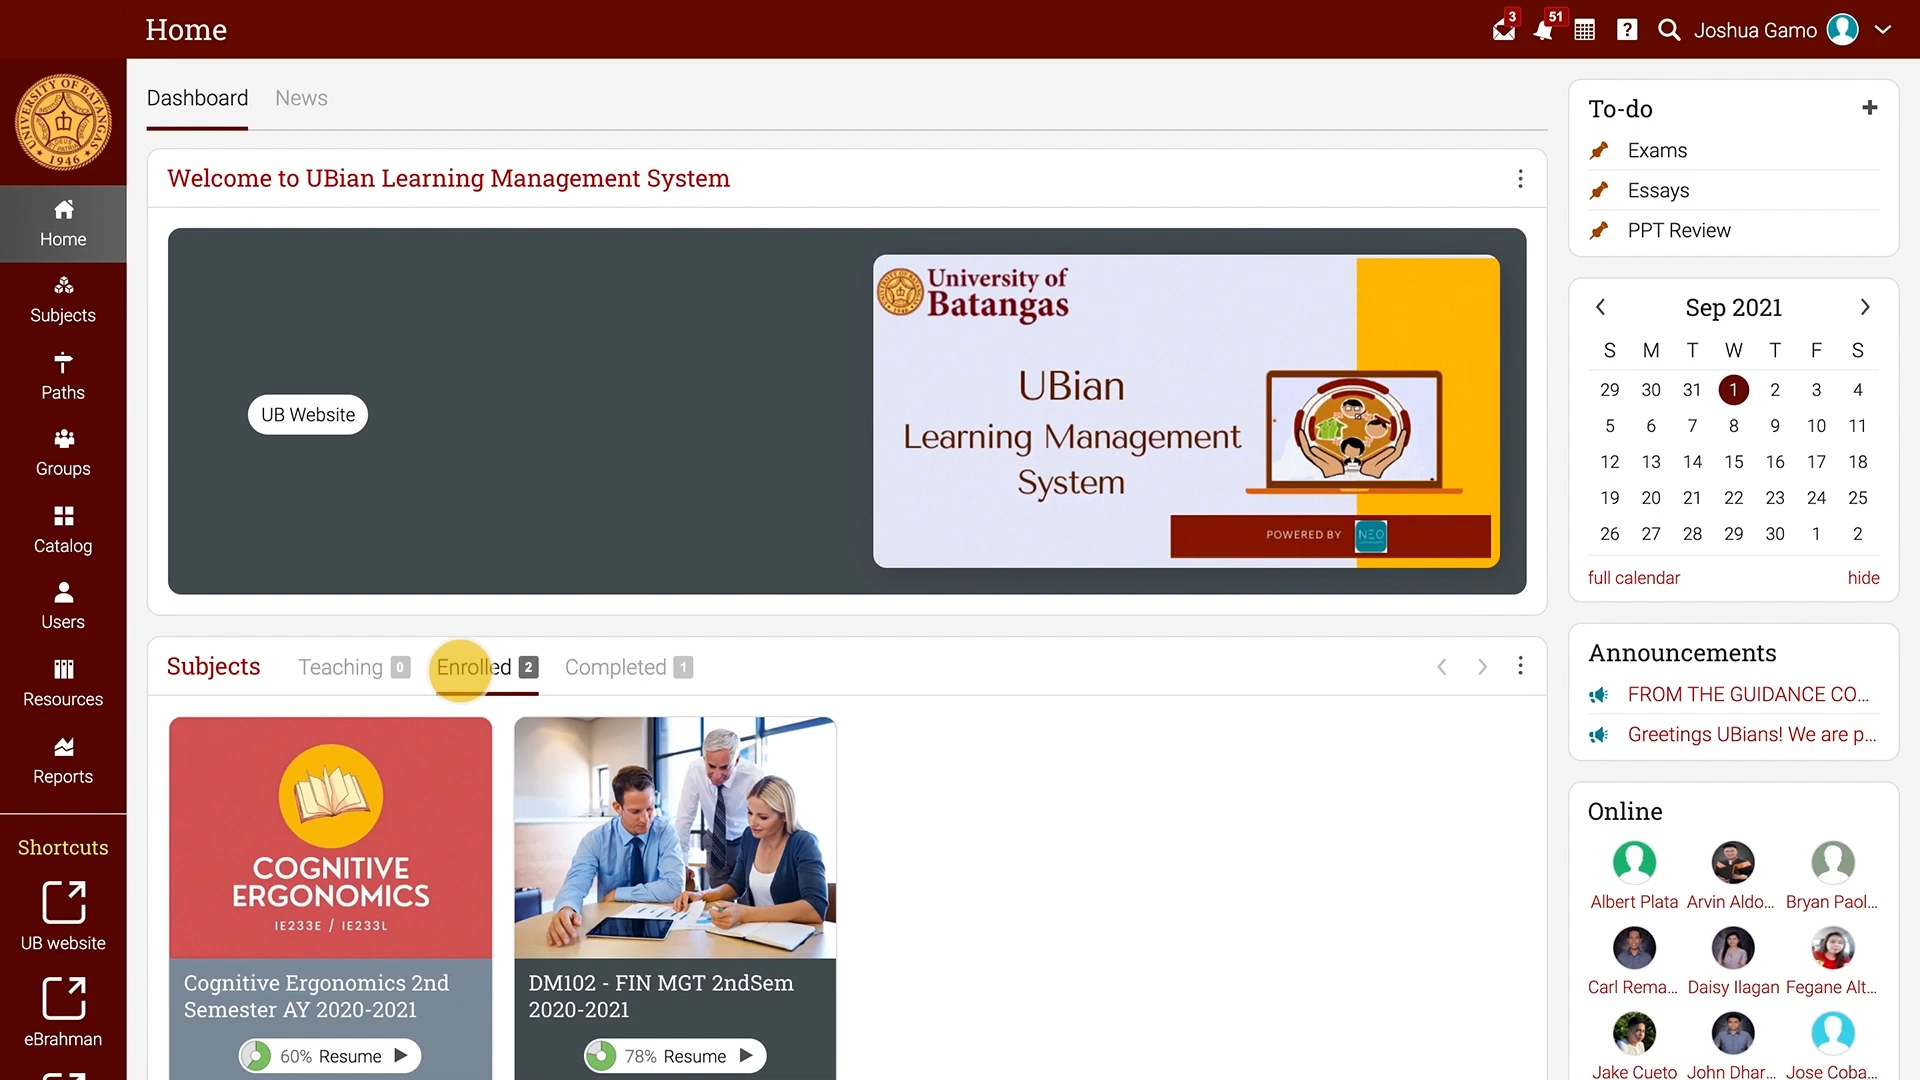 Home
3
51
Joshua Gamo
UNIVERSITY OF BATANGAS
1946
Home
Subjects
Paths
Groups
Catalog
Users
Resources
Reports
Shortcuts
UB website
eBrahman
Dashboard
News
Welcome to UBian Learning Management System
UB Website
University of
Batangas
UBian
Learning Management
System
POWERED BY
NEO
Subjects
Teaching 0
Enrolled 2
Completed 1
COGNITIVE
ERGONOMICS
IE233E / IE233L
Cognitive Ergonomics 2nd
Semester AY 2020-2021
60% Resume
DM102 - FIN MGT 2ndSem
2020-2021
78% Resume
To-do
Exams
Essays
PPT Review
Sep 2021
S M T W T F S
29 30 31 1 2 3 4
5 6 7 8 9 10 11
12 13 14 15 16 17 18
19 20 21 22 23 24 25
26 27 28 29 30 1 2
full calendar
hide
Announcements
FROM THE GUIDANCE CO...
Greetings UBians! We are p...
Online
Albert Plata
Arvin Aldo...
Bryan Paol...
Carl Rema...
Daisy Ilagan
Fegane Alt...
Jake Cueto
John Dhar...
Jose Coba...